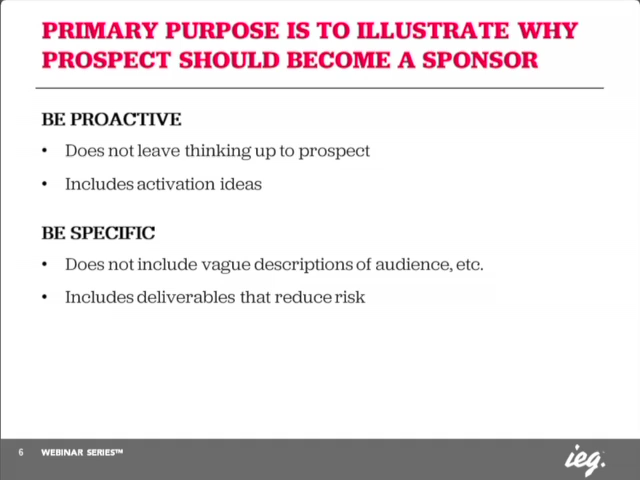 PRIMARY PURPOSE IS TO ILLUSTRATE WHY
PROSPECT SHOULD BECOME A SPONSOR
BE PROACTIVE
• Does not leave thinking up to prospect
• Includes activation ideas
BE SPECIFIC
• Does not include vague descriptions of audience, etc.
• Includes deliverables that reduce risk
6 WEBINAR SERIES™
ieg.